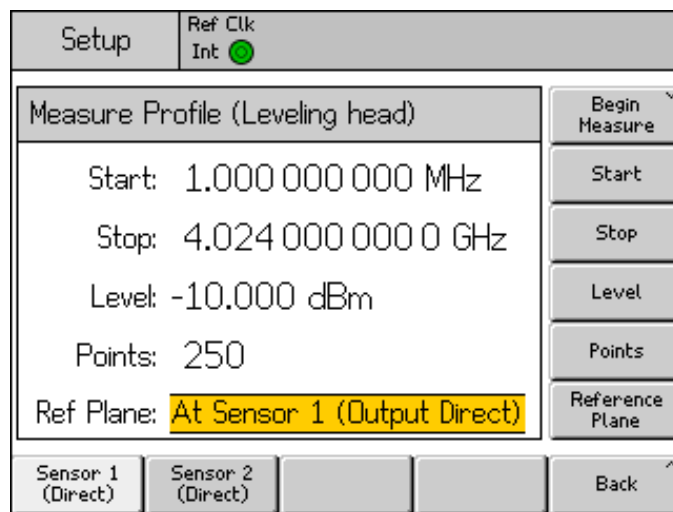 Setup
Ref Clk
Int
Measure Profile (Leveling head)
Start: 1.000 000 000 MHz
Stop: 4.024 000 000 0 GHz
Level: -10.000 dBm
Points: 250
Ref Plane: At Sensor 1 (Output Direct)
Begin
Measure
Start
Stop
Level
Points
Reference
Plane
Sensor 1
(Direct)
Sensor 2
(Direct)
Back